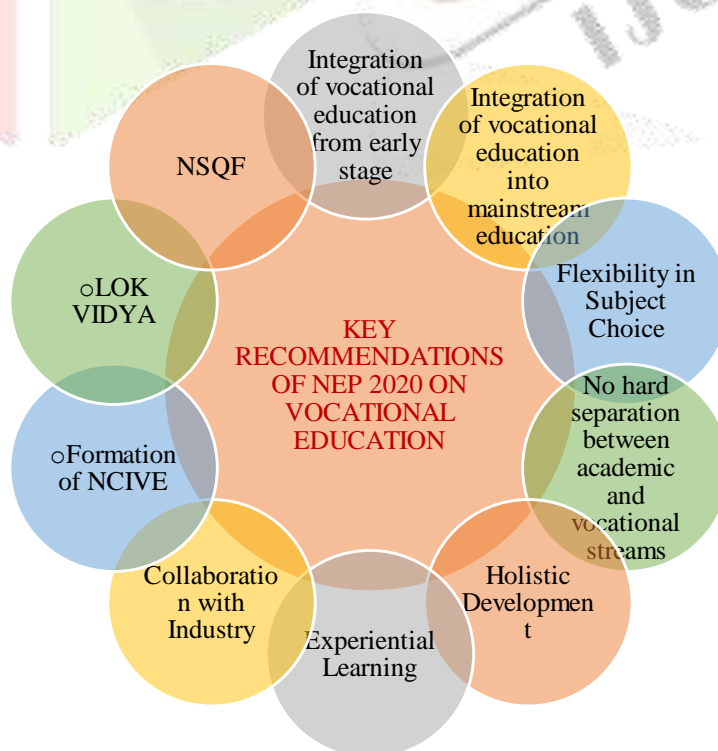 Integration
of vocational
education
from early
stage
Integration
of vocational
education
into
mainstream
education
Flexibility in
Subject
Choice
No hard
separation
between
academic
and
vocational
streams
Holistic
Developmen
t
Experiential
Learning
Collaboratio
n with
Industry
oFormation
of NCIVE
oLOK
VIDYA
NSQF
KEY
RECOMMENDATIONS
OF NEP 2020 ON
VOCATIONAL
EDUCATION